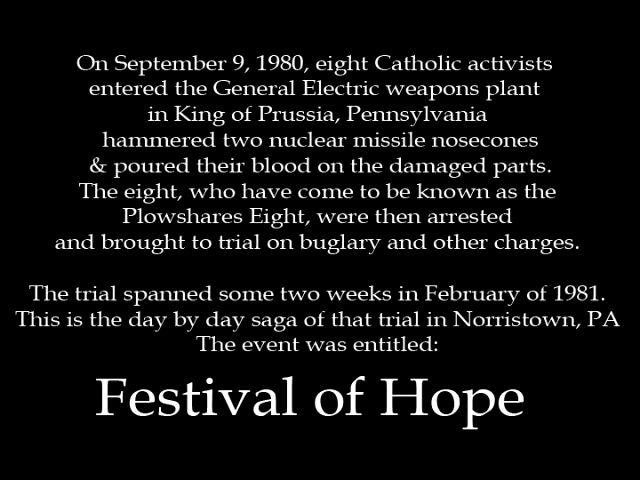 On September 9, 1980, eight Catholic activists
entered the General Electric weapons plant
in King of Prussia, Pennsylvania
hammered two nuclear missile nosecones
& poured their blood on the damaged parts.
The eight, who have come to be known as the
Plowshares Eight, were then arrested
and brought to trial on buglary and other charges.
The trial spanned some two weeks in February of 1981.
This is the day by day saga of that trial in Norristown, PA
The event was entitled:
Festival of Hope